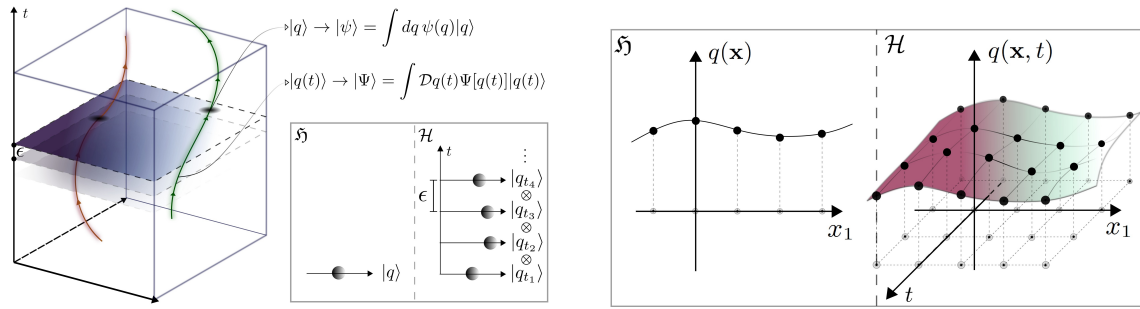 t
▹|q⟩ → |ψ⟩ = ∫ dq ψ(q)|q⟩
▹|q(t)⟩ → |Ψ⟩ = ∫ 𝒟q(t)Ψ[q(t)]|q(t)⟩
ϵ
ℌ
ℋ
t
⋮
|q_{t_4}⟩
⊗
ϵ
|q_{t_3}⟩
⊗
|q_{t_2}⟩
⊗
|q⟩
|q_{t_1}⟩
ℌ
q(𝐱)
x_1
ℋ
q(𝐱, t)
x_1
t